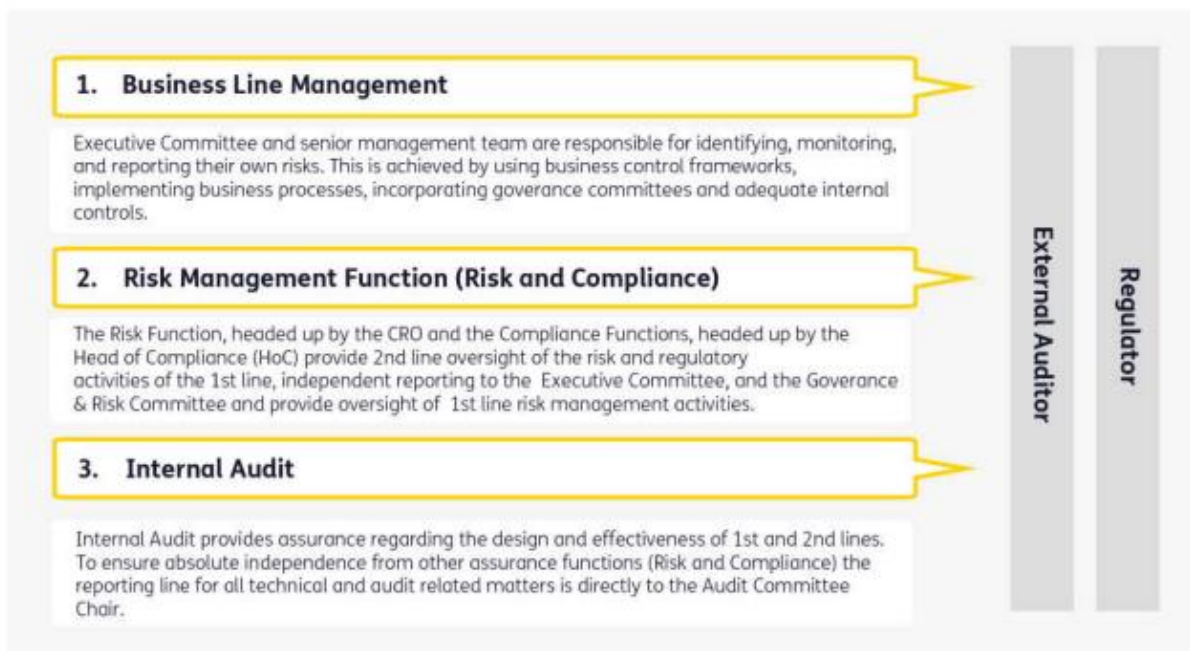 1. Business Line Management
Executive Committee and senior management team are responsible for identifying, monitoring,
and reporting their own risks. This is achieved by using business control frameworks,
implementing business processes, incorporating goverance committees and adequate internal
controls.
2. Risk Management Function (Risk and Compliance)
The Risk Function, headed up by the CRO and the Compliance Functions, headed up by the
Head of Compliance (HoC) provide 2nd line oversight of the risk and regulatory
activities of the 1st line, independent reporting to the Executive Committee, and the Goverance
& Risk Committee and provide oversight of 1st line risk management activities.
3. Internal Audit
Internal Audit provides assurance regarding the design and effectiveness of 1st and 2nd lines.
To ensure absolute independence from other assurance functions (Risk and Compliance) the
reporting line for all technical and audit related matters is directly to the Audit Committee
Chair.
External Auditor
Regulator